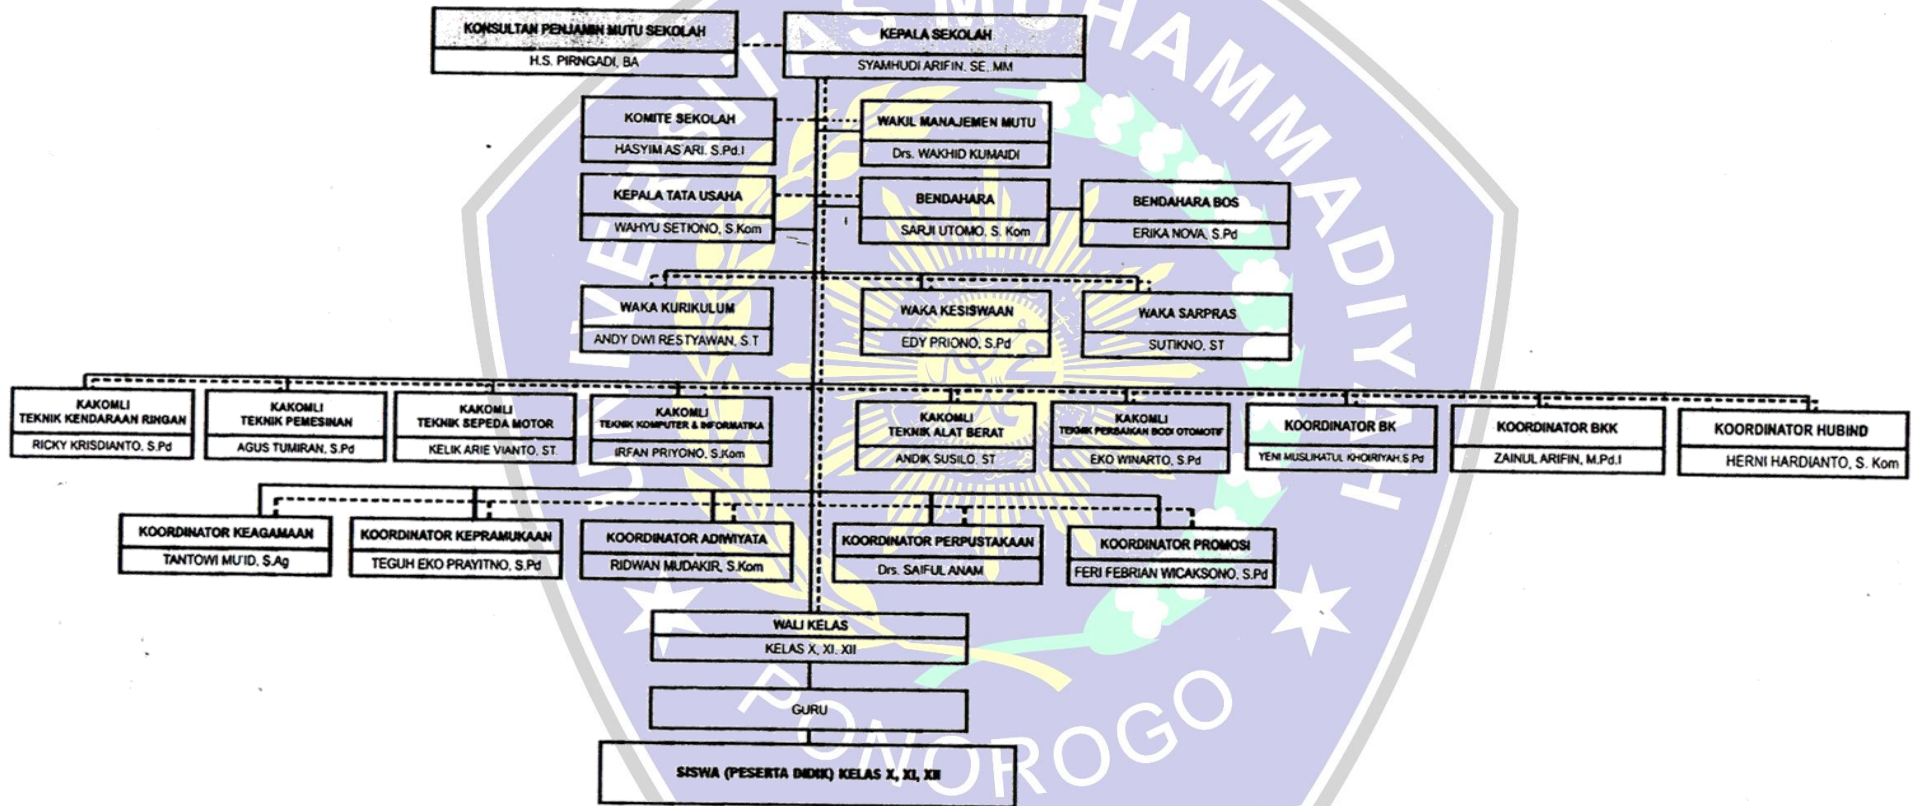 KONSULTAN PENJAMIN MUTU SEKOLAH
H.S. PIRNGADI, BA
KEPALA SEKOLAH
SYAMHUDI ARIFIN, SE, MM
KOMITE SEKOLAH
HASYIM AS'ARI, S.Pd.I
WAKIL MANAJEMEN MUTU
Drs. WAKHID KUMAIDI
KEPALA TATA USAHA
WAHYU SETIONO, S.Kom
BENDAHARA
SARJI UTOMO, S. Kom
BENDAHARA BOS
ERIKA NOVA, S.Pd
WAKA KURIKULUM
ANDY DWI RESTYAWAN, S.T
WAKA KESISWAAN
EDY PRIONO, S.Pd
WAKA SARPRAS
SUTIKNO, ST
KAKOMLI
TEKNIK KENDARAAN RINGAN
RICKY KRISDIANTO, S.Pd
KAKOMLI
TEKNIK PEMESINAN
AGUS TUMIRAN, S.Pd
KAKOMLI
TEKNIK SEPEDA MOTOR
KELIK ARIE VIANTO, ST
KAKOMLI
TEKNIK KOMPUTER & INFORMATIKA
IRFAN PRIYONO, S.Kom
KAKOMLI
TEKNIK ALAT BERAT
ANDIK SUSILO, ST
KAKOMLI
TEKNIK PERBAIKAN BODI OTOMOTIF
EKO WINARTO, S.Pd
KOORDINATOR BK
YENI MUSLIHATUL KHOIRIYAH.S.Pd
KOORDINATOR BKK
ZAINUL ARIFIN, M.Pd.I
KOORDINATOR HUBIND
HERNI HARDIANTO, S. Kom
KOORDINATOR KEAGAMAAN
TANTOWI MU'ID, S.Ag
KOORDINATOR KEPRAMUKAAN
TEGUH EKO PRAYITNO, S.Pd
KOORDINATOR ADIWIYATA
RIDWAN MUDAKIR, S.Kom
KOORDINATOR PERPUSTAKAAN
Drs. SAIFUL ANAM
KOORDINATOR PROMOSI
FERI FEBRIAN WICAKSONO, S.Pd
WALI KELAS
KELAS X, XI, XII
GURU
SISWA (PESERTA DIDIK) KELAS X, XI, XII
UNIVERSITAS MUHAMMADIYAH
PONOROGO